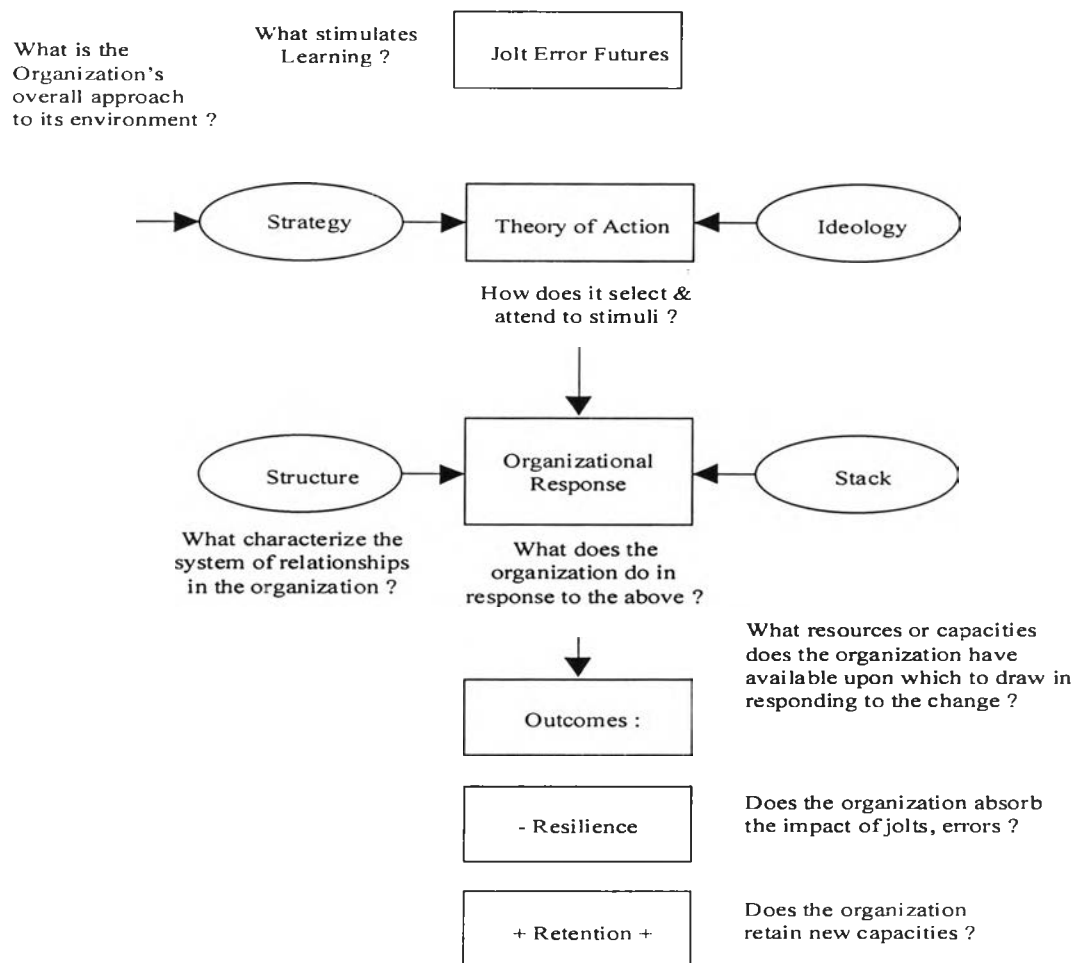 What is the
Organization's
overall approach
to its environment ?
What stimulates
Learning ?
Jolt Error Futures
Strategy
Theory of Action
Ideology
How does it select &
attend to stimuli ?
Structure
Organizational
Response
Stack
What characterize the
system of relationships
in the organization ?
What does the
organization do in
response to the above ?
What resources or capacities
does the organization have
available upon which to draw in
responding to the change ?
Outcomes :
- Resilience
Does the organization absorb
the impact of jolts, errors ?
+ Retention +
Does the organization
retain new capacities ?